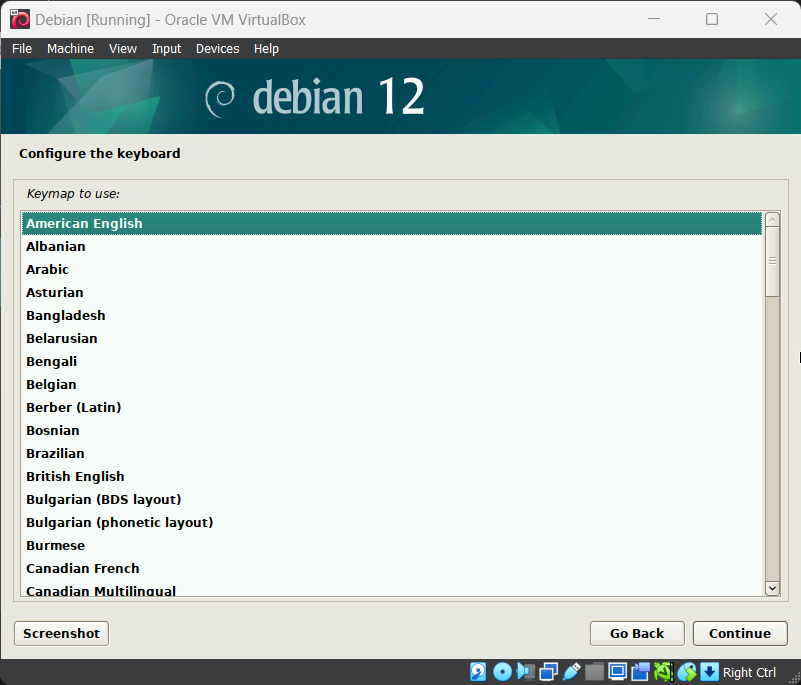 Debian [Running] - Oracle VM VirtualBox
File Machine View Input Devices Help
debian 12
Configure the keyboard
Keymap to use:
American English
Albanian
Arabic
Asturian
Bangladesh
Belarusian
Bengali
Belgian
Berber (Latin)
Bosnian
Brazilian
British English
Bulgarian (BDS layout)
Bulgarian (phonetic layout)
Burmese
Canadian French
Canadian Multilingual
Screenshot Go Back Continue
Right Ctrl